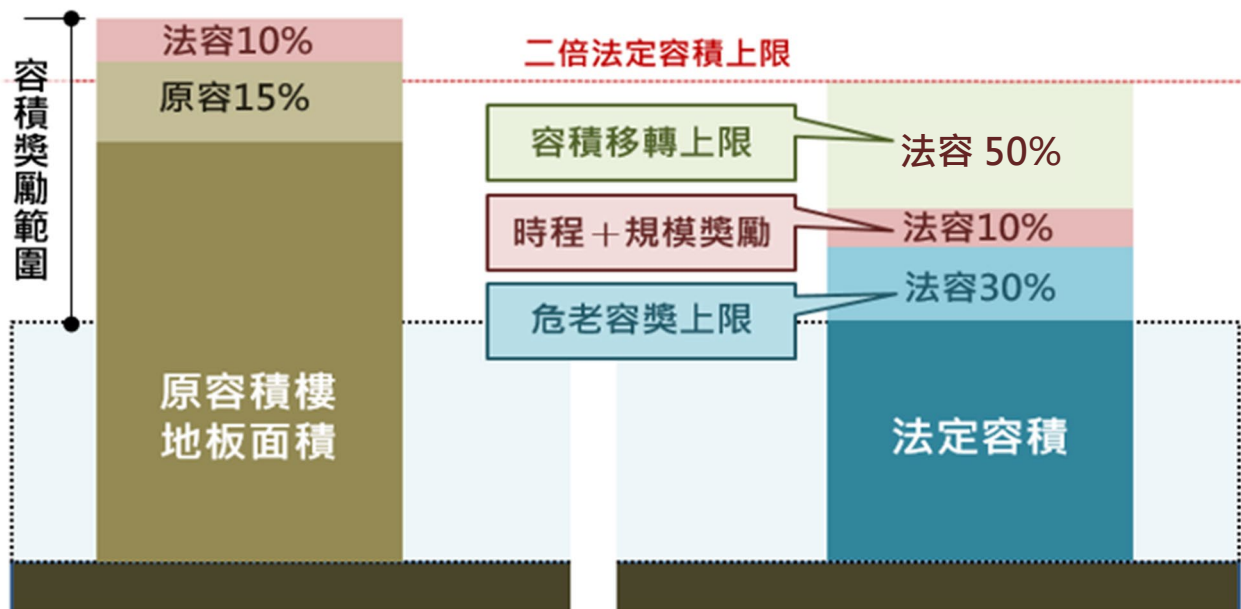 容積獎勵範圍
法容10%
原容15%
原容積樓
地板面積
二倍法定容積上限
容積移轉上限
法容 50%
時程＋規模獎勵
法容10%
危老容獎上限
法容30%
法定容積